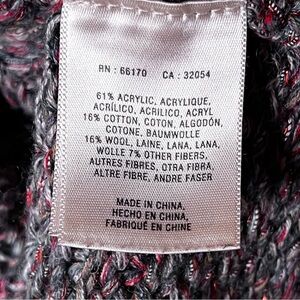 RN : 66170 CA : 32054
61% ACRYLIC, ACRYLIQUE,
ACRÍLICO, ACRILICO, ACRYL
16% COTTON, COTON, ALGODÓN,
COTONE, BAUMWOLLE
16% WOOL, LAINE, LANA, LANA,
WOLLE 7% OTHER FIBERS,
AUTRES FIBRES, OTRA FIBRA,
ALTRE FIBRE, ANDRE FASER
MADE IN CHINA,
HECHO EN CHINA,
FABRIQUÉ EN CHINE